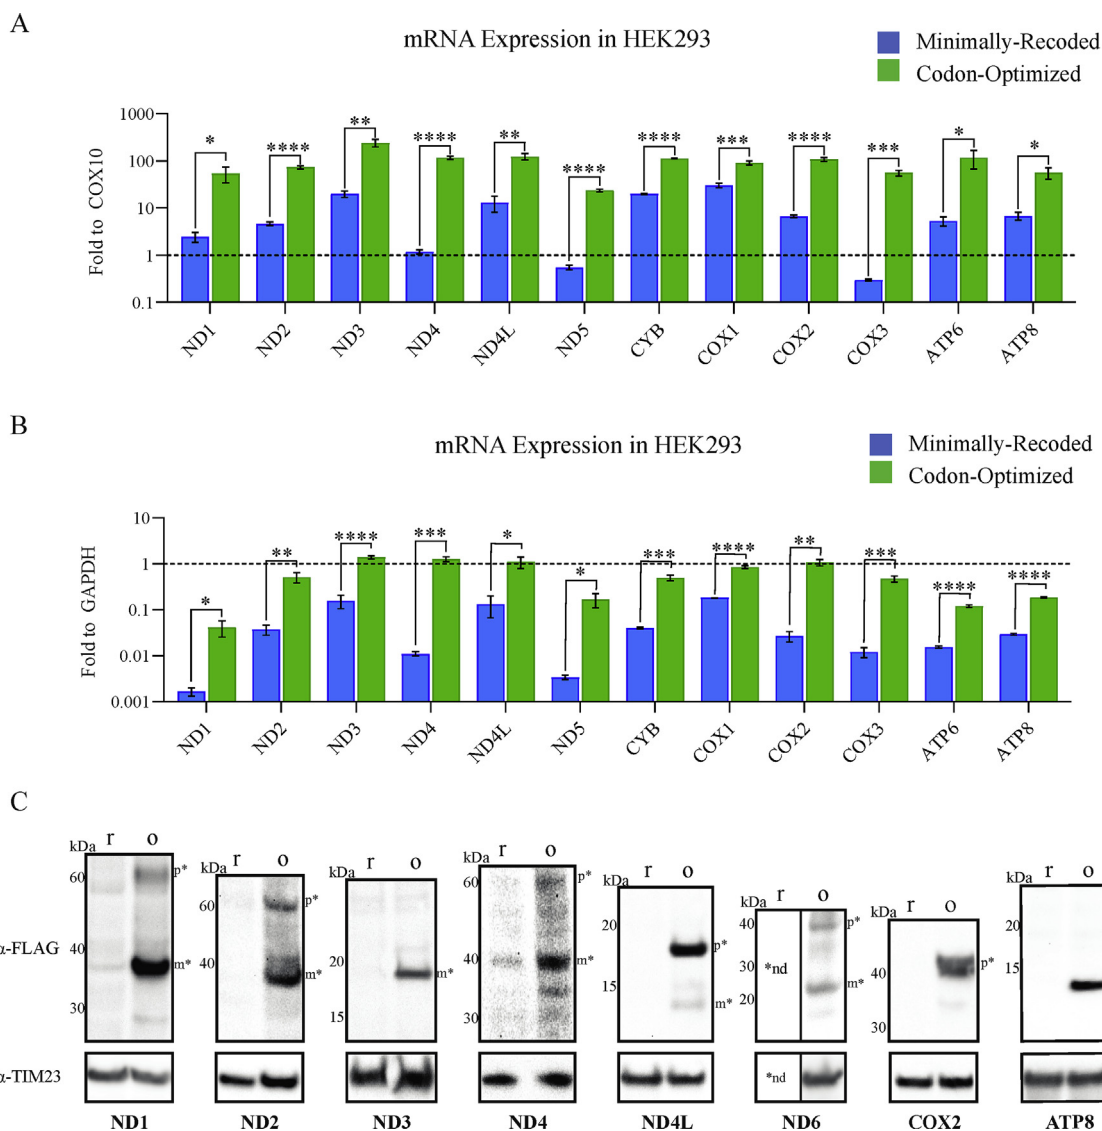 A
mRNA Expression in HEK293
Minimally-Recoded
Codon-Optimized
Fold to COX10
1000
100
10
1
0.1
* **** ** **** ** **** **** *** **** *** * *
ND1 ND2 ND3 ND4 ND4L ND5 CYB COX1 COX2 COX3 ATP6 ATP8
B
mRNA Expression in HEK293
Minimally-Recoded
Codon-Optimized
Fold to GAPDH
10
1
0.1
0.01
0.001
* ** **** *** * * *** **** ** *** **** ****
ND1 ND2 ND3 ND4 ND4L ND5 CYB COX1 COX2 COX3 ATP6 ATP8
C
α-FLAG
α-TIM23
kDa r o
60 p*
40 m*
30
ND1
kDa r o
60 p*
40 m*
ND2
kDa r o
20 m*
15
ND3
kDa r o
60 p*
40 m*
30
ND4
kDa r o
20 p*
15 m*
ND4L
kDa r o
40 p*
30 *nd
20 m*
*nd
ND6
kDa r o
40 p*
30
COX2
kDa r o
20
15
ATP8